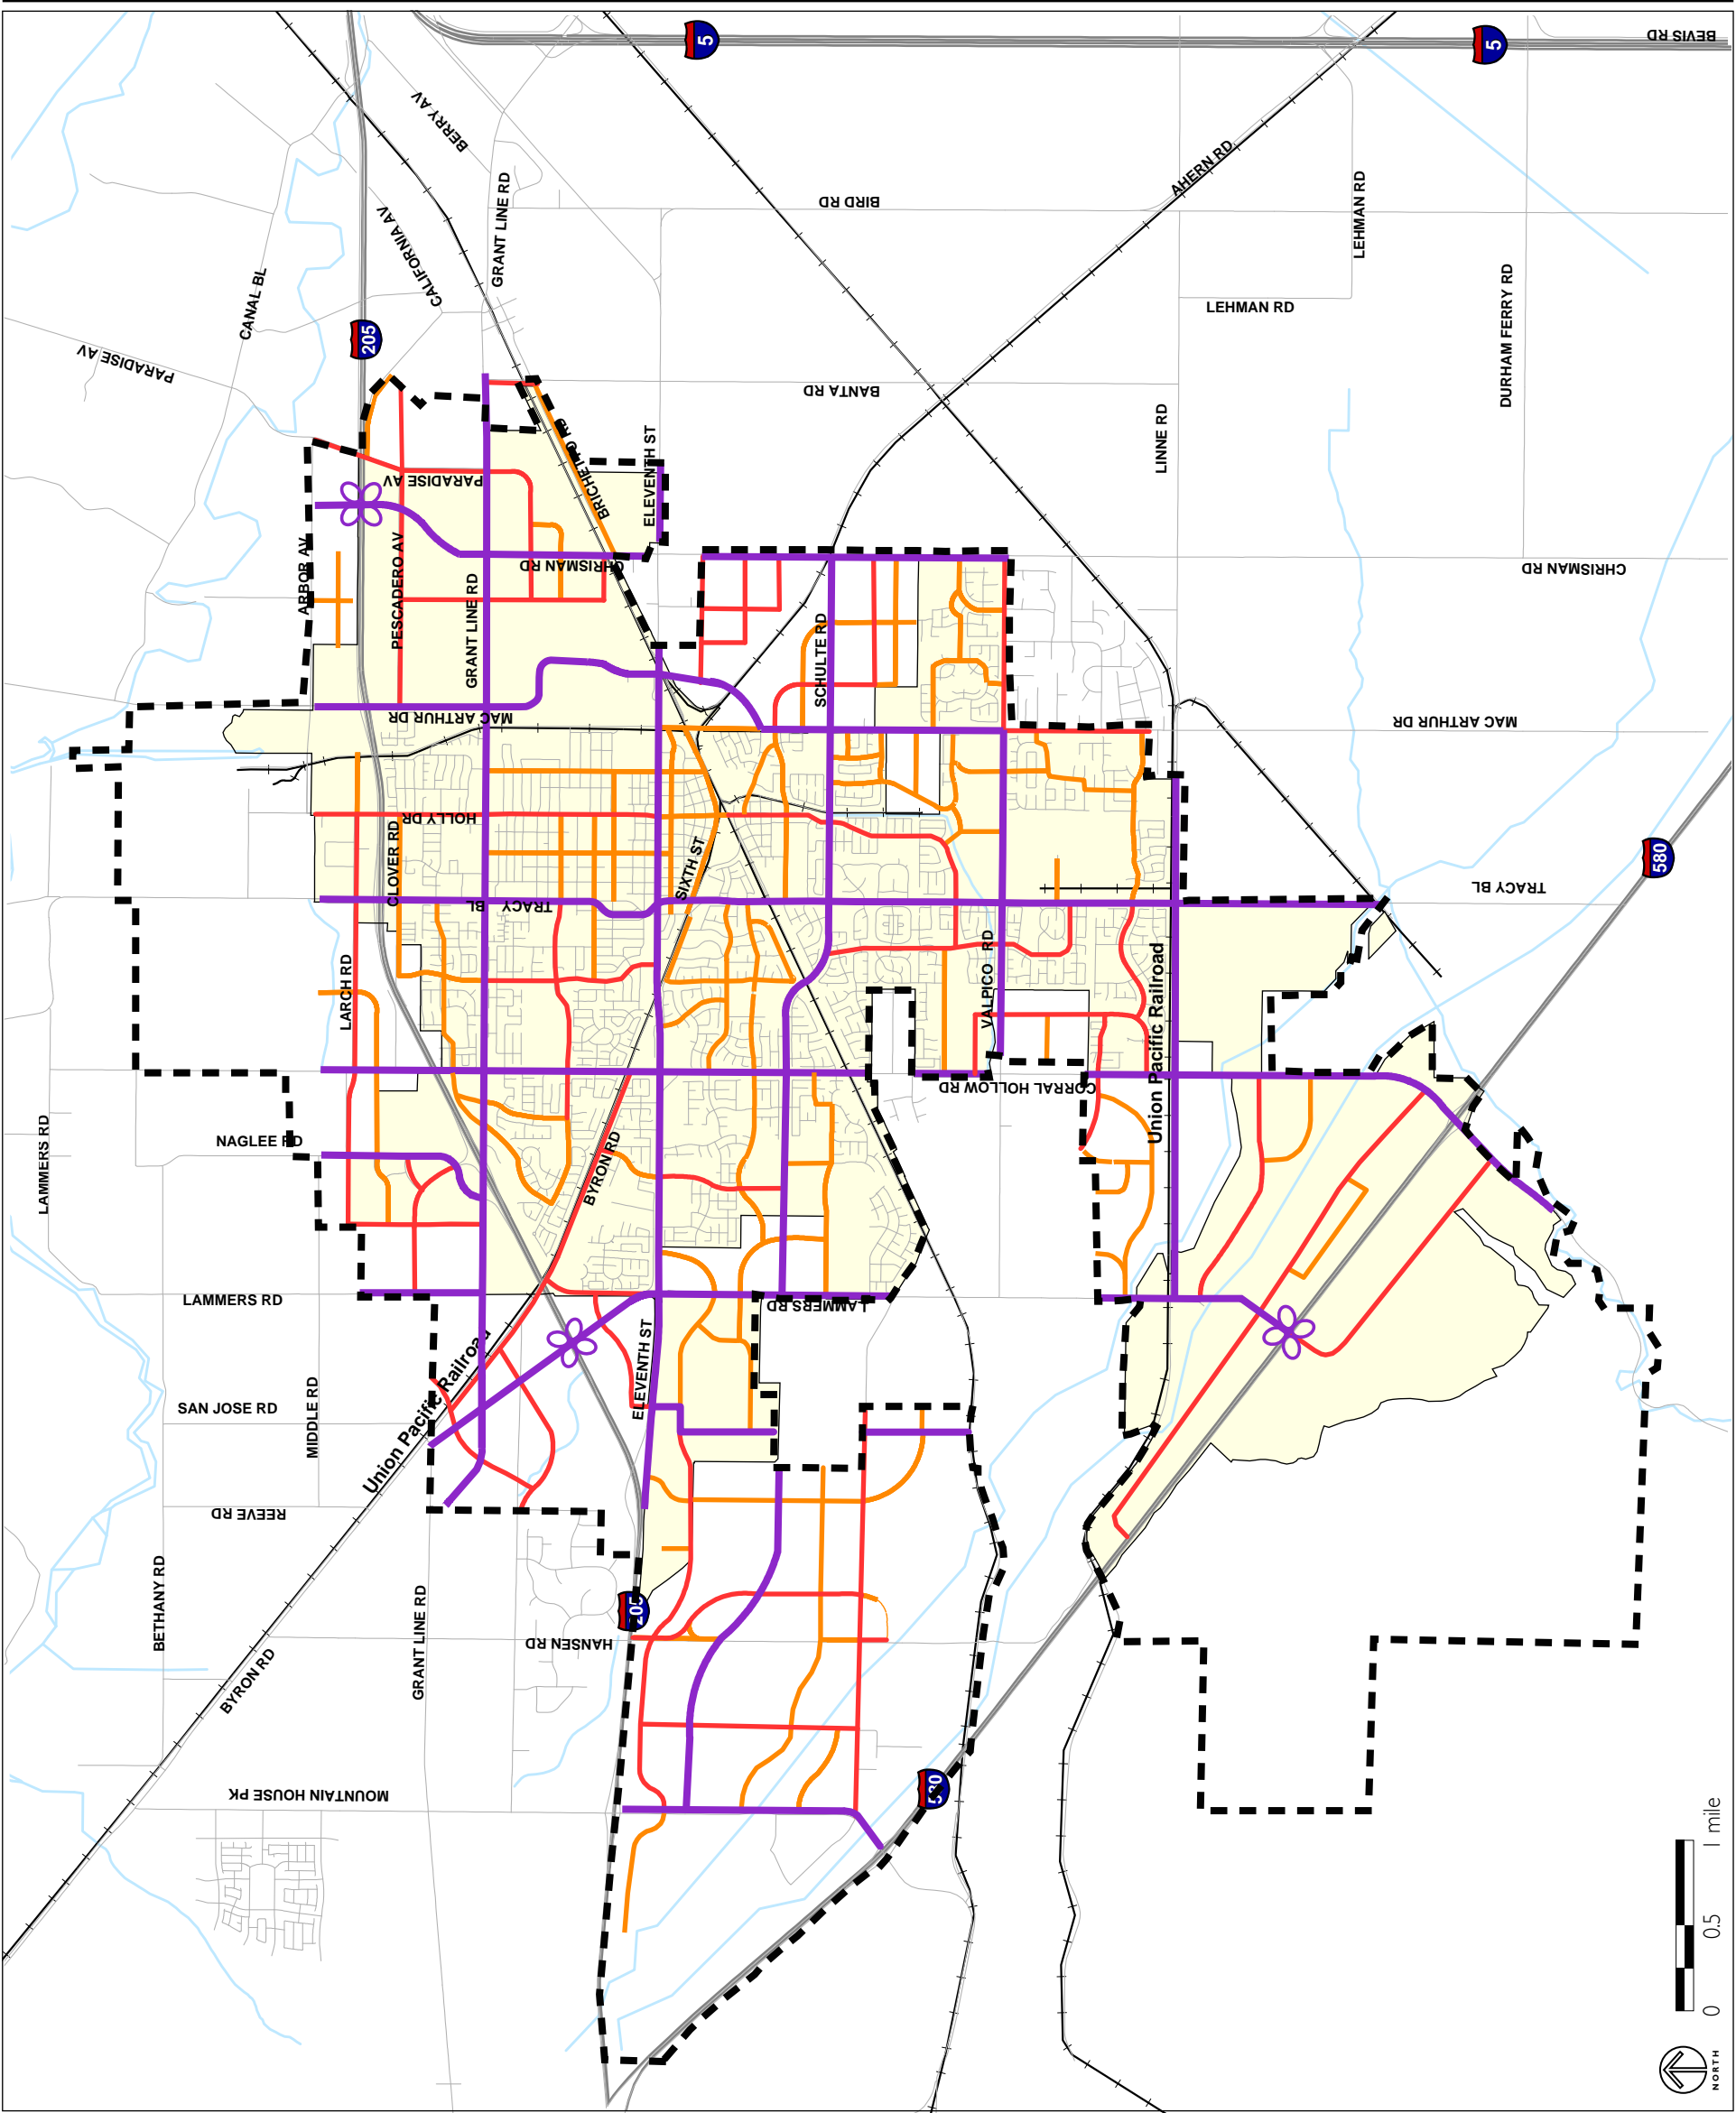 5
5
BEVIS RD
BERRY AV
GRANT LINE RD
CALIFORNIA AV
CANAL BL
BIRD RD
AHERN RD
LEHMAN RD
LEHMAN RD
DURHAM FERRY RD
PARADISE AV
205
BANTA RD
LINNE RD
ELEVENTH ST
PARADISE AV
ARBOR AV
PESCADERO AV
GRANT LINE RD
CHRISMAN RD
CHRISMAN RD
SCHULTE RD
MAC ARTHUR DR
MAC ARTHUR DR
HOLLY DR
CLOVER RD
SIXTH ST
TRACY BL
TRACY BL
580
LARCH RD
VALPICO RD
Union Pacific Railroad
CORRAL HOLLOW RD
LAMMERS RD
NAGLEE RD
BYRON RD
LAMMERS RD
LAMMERS RD
Union Pacific Railroad
ELEVENTH ST
SAN JOSE RD
MIDDLE RD
REEVE RD
BETHANY RD
GRANT LINE RD
205
HANSEN RD
BYRON RD
MOUNTAIN HOUSE PK
580
0 0.5 1 mile
NORTH